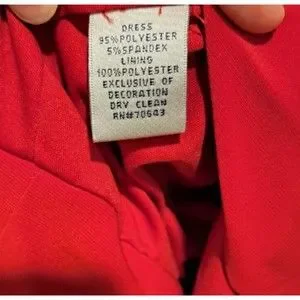 DRESS
95%POLYESTER
5%SPANDEX
LINING
100%POLYESTER
EXCLUSIVE OF
DECORATION
DRY CLEAN
RN#70643